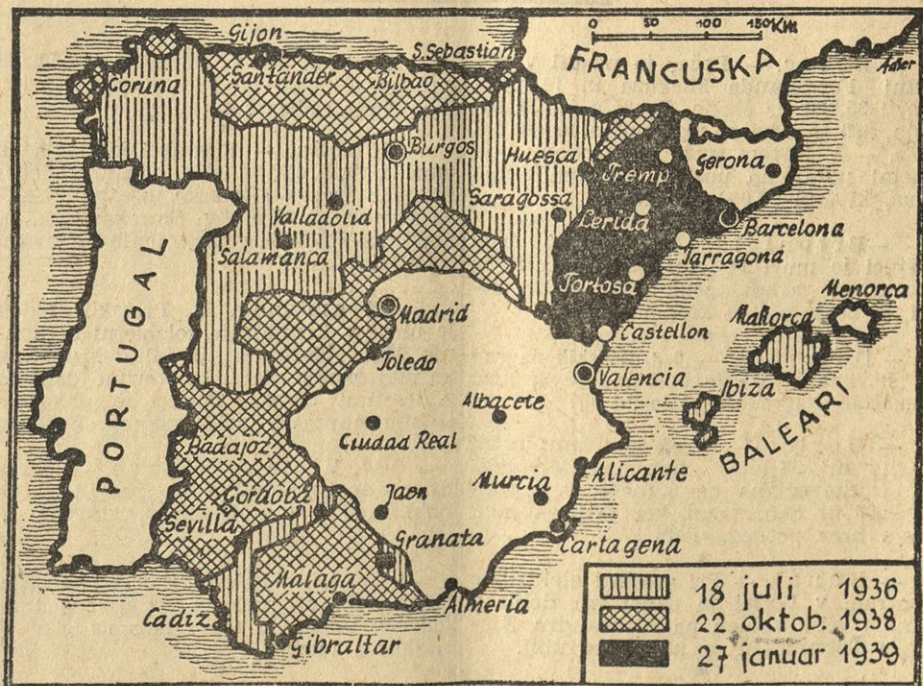 0 50 100 150 Km
FRANCUSKA
Adler
Gijon
S. Sebastian
Santander
Bilbao
Coruna
Burgos
Huesca
Tremp
Gerona
Saragossa
Valladolid
Lerida
Barcelona
Salamanca
Tarragona
Tortosa
Menorca
Madrid
Mallorca
Castellon
Toledo
Valencia
Ibiza
Albacete
BALEARI
PORTUGAL
Badajoz
Ciudad Real
Alicante
Cordoba
Jaen
Murcia
Sevilla
Granata
Cartagena
Malaga
Almeria
Cadiz
Gibraltar
18 juli 1936
22 oktob. 1938
27 januar 1939